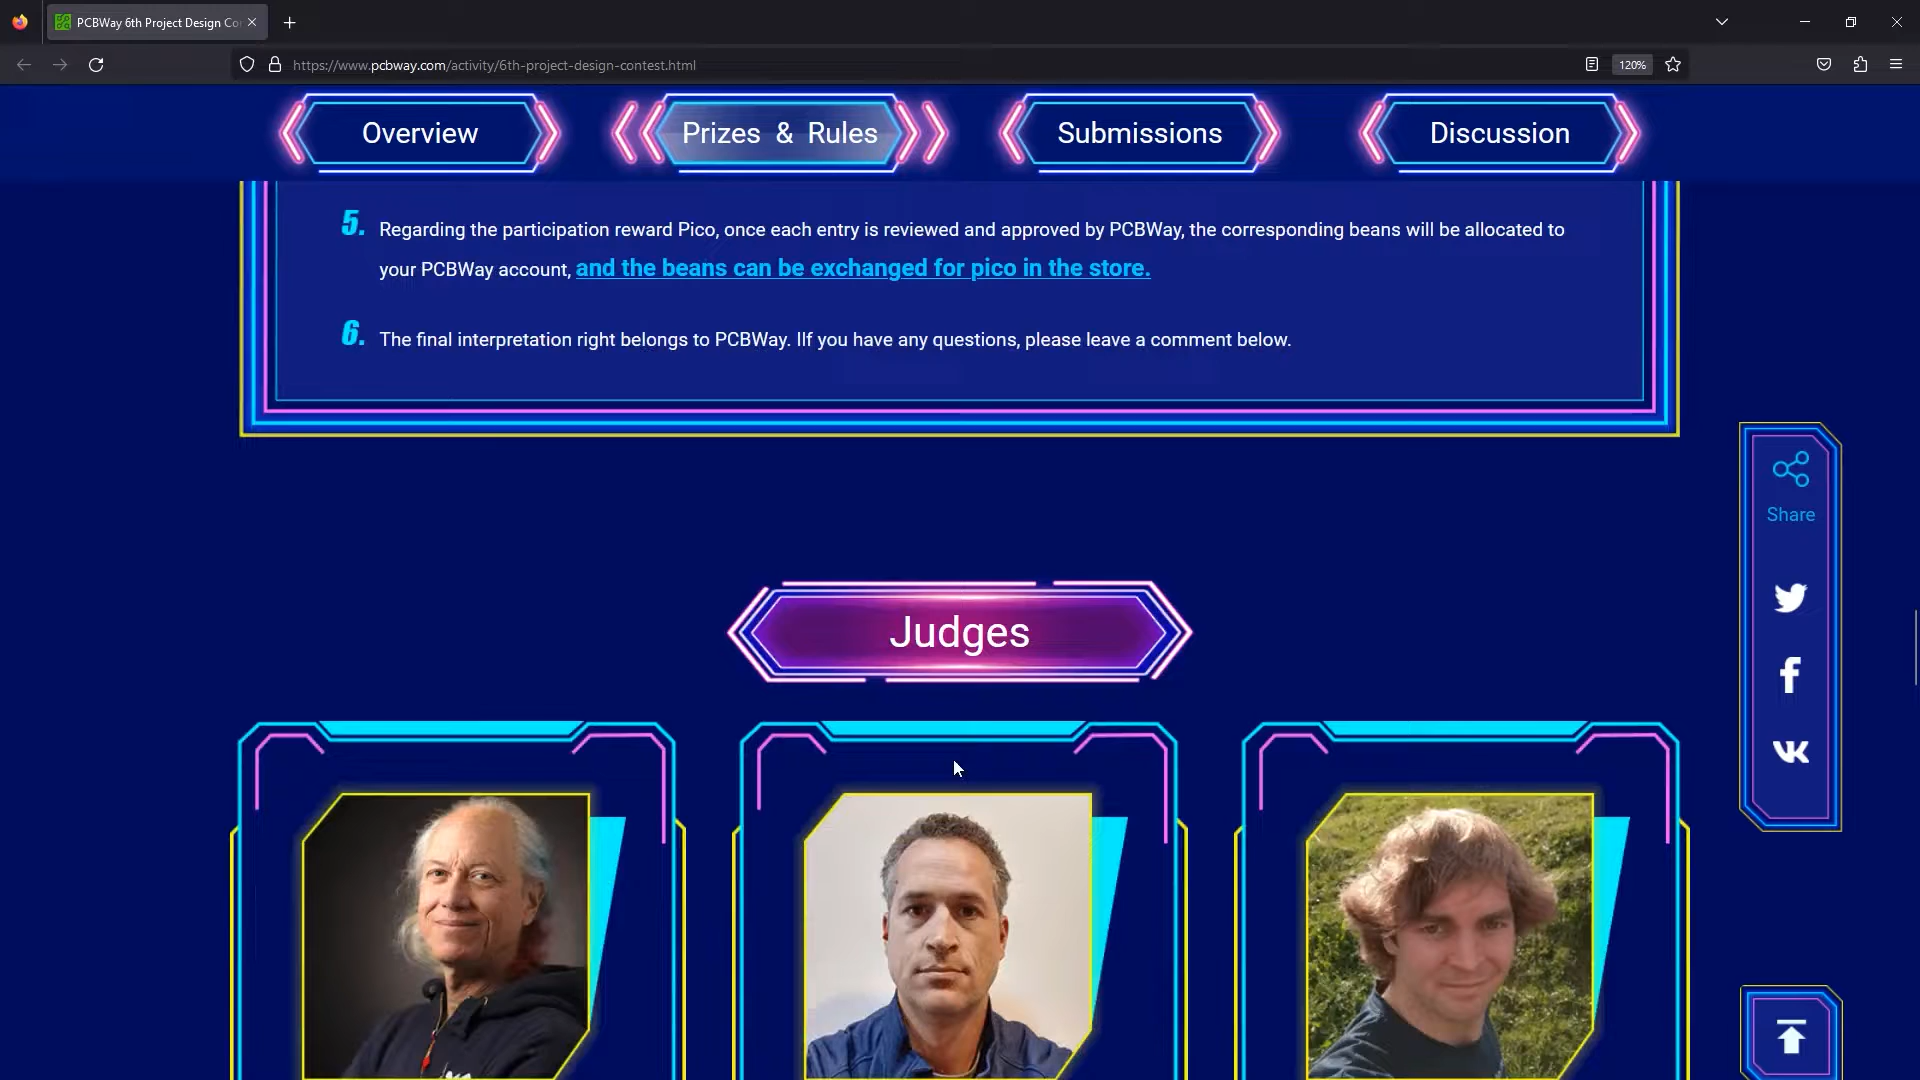 PCBWay 6th Project Design Co
https://www.pcbway.com/activity/6th-project-design-contest.html
120%
Overview
Prizes & Rules
Submissions
Discussion
5. Regarding the participation reward Pico, once each entry is reviewed and approved by PCBWay, the corresponding beans will be allocated to
your PCBWay account, and the beans can be exchanged for pico in the store.
6. The final interpretation right belongs to PCBWay. IIf you have any questions, please leave a comment below.
Share
Judges